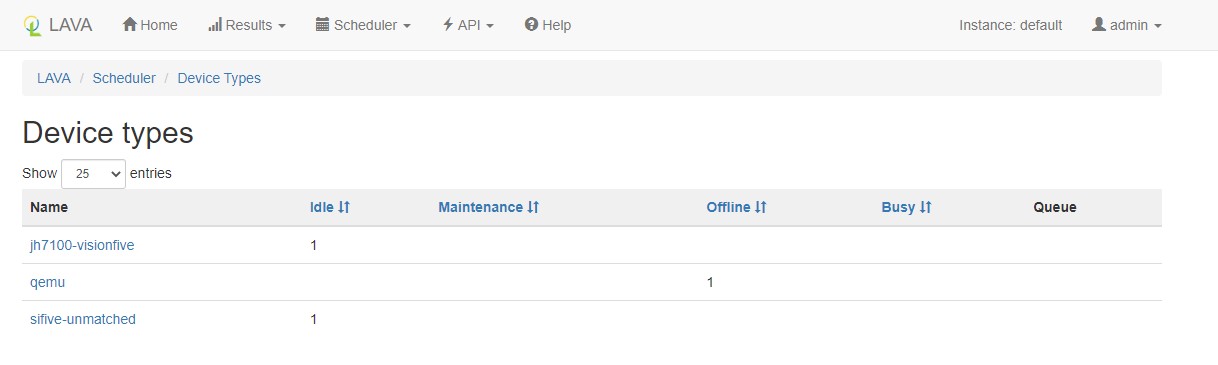 LAVA Home Results Scheduler API Help Instance: default admin
LAVA / Scheduler / Device Types
Device types
Show 25 entries
Name Idle Maintenance Offline Busy Queue
jh7100-visionfive 1
qemu 1
sifive-unmatched 1